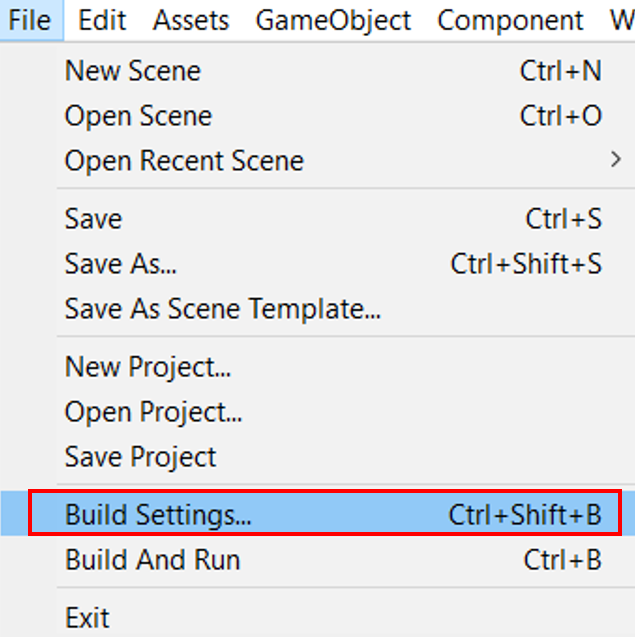 File Edit Assets GameObject Component W
New Scene Ctrl+N
Open Scene Ctrl+O
Open Recent Scene >
Save Ctrl+S
Save As... Ctrl+Shift+S
Save As Scene Template...
New Project...
Open Project...
Save Project
Build Settings... Ctrl+Shift+B
Build And Run Ctrl+B
Exit